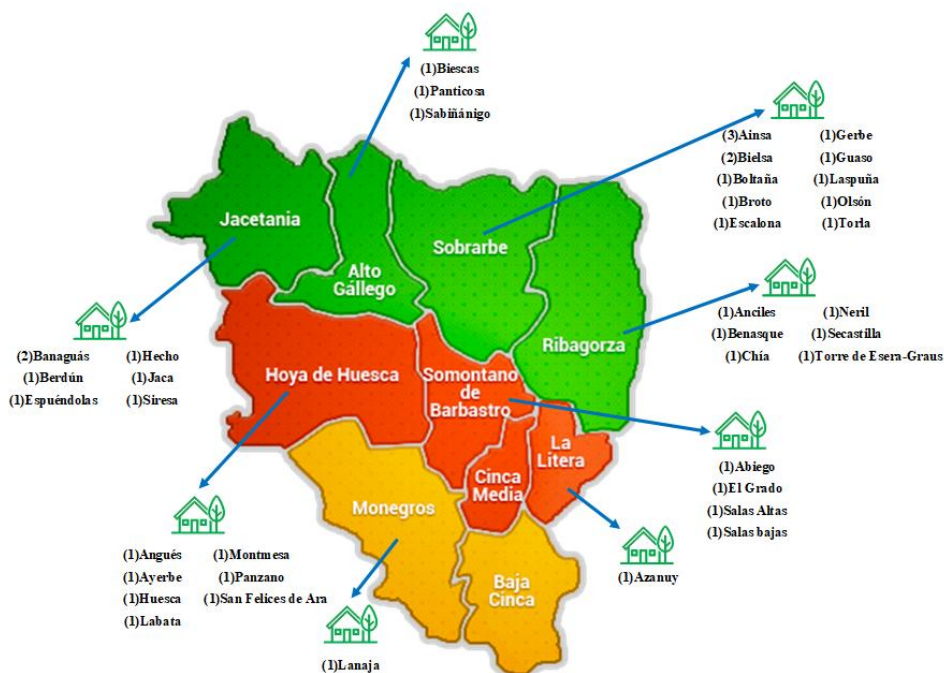 (1)Biescas
(1)Panticosa
(1)Sabiñánigo
(3)Ainsa (1)Gerbe
(2)Bielsa (1)Guaso
(1)Boltaña (1)Laspuña
(1)Broto (1)Olsón
(1)Escalona (1)Torla
Jacetania
Alto
Gállego
Sobrarbe
Ribagorza
(1)Anciles (1)Neril
(1)Benasque (1)Secastilla
(1)Chía (1)Torre de Esera-Graus
(2)Banaguás (1)Hecho
(1)Berdún (1)Jaca
(1)Espuéndolas (1)Siresa
Hoya de Huesca
Somontano
de
Barbastro
La
Litera
Cinca
Media
Monegros
Baja
Cinca
(1)Abiego
(1)El Grado
(1)Salas Altas
(1)Salas bajas
(1)Angués (1)Montmesa
(1)Ayerbe (1)Panzano
(1)Huesca (1)San Felices de Ara
(1)Labata
(1)Azanuy
(1)Lanaja